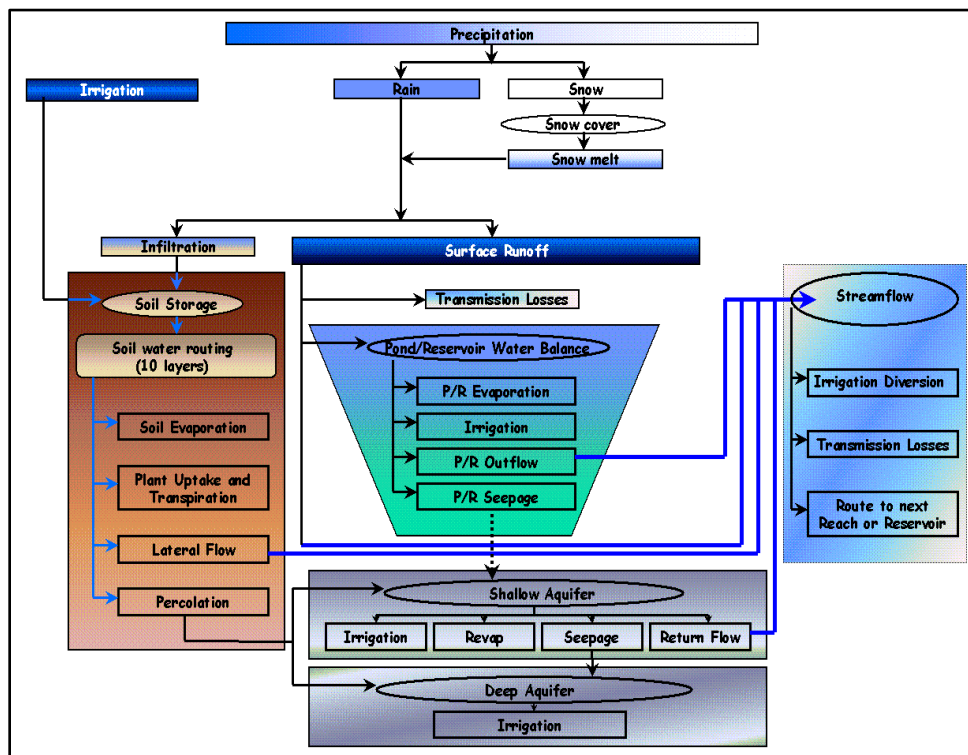 Precipitation
Irrigation
Rain
Snow
Snow cover
Snow melt
Infiltration
Surface Runoff
Soil Storage
Transmission Losses
Streamflow
Soil water routing
(10 layers)
Pond/Reservoir Water Balance
P/R Evaporation
Irrigation Diversion
Soil Evaporation
Irrigation
Transmission Losses
P/R Outflow
Plant Uptake and
Transpiration
P/R Seepage
Route to next
Reach or Reservoir
Lateral Flow
Percolation
Shallow Aquifer
Irrigation
Revap
Seepage
Return Flow
Deep Aquifer
Irrigation